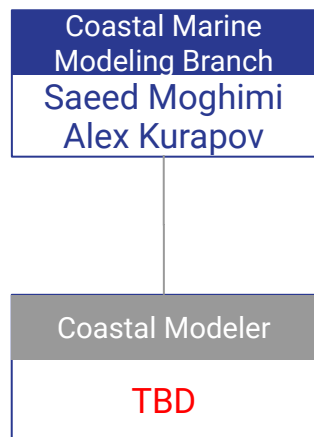 Coastal Marine
Modeling Branch
Saeed Moghimi
Alex Kurapov
Coastal Modeler
TBD